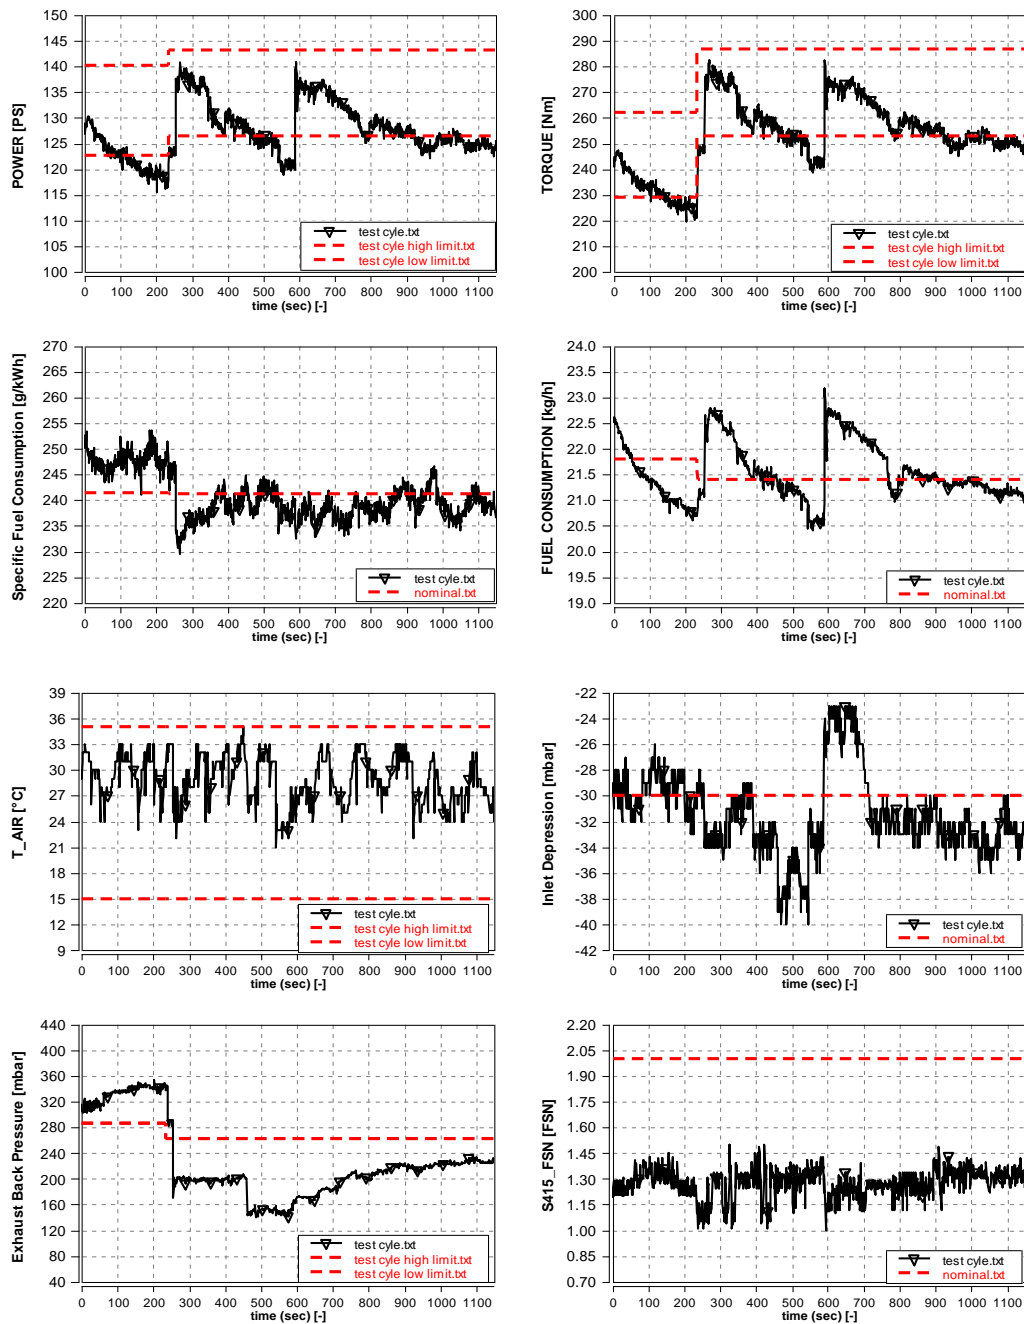 POWER [PS]
150
145
140
135
130
125
120
115
110
105
100
0 100 200 300 400 500 600 700 800 900 1000 1100
time (sec) [-]
test cyle.txt
test cyle high limit.txt
test cyle low limit.txt
TORQUE [Nm]
300
290
280
270
260
250
240
230
220
210
200
0 100 200 300 400 500 600 700 800 900 1000 1100
time (sec) [-]
test cyle.txt
test cyle high limit.txt
test cyle low limit.txt
Specific Fuel Consumption [g/kWh]
270
265
260
255
250
245
240
235
230
225
220
0 100 200 300 400 500 600 700 800 900 1000 1100
time (sec) [-]
test cyle.txt
nominal.txt
FUEL CONSUMPTION [kg/h]
24.0
23.5
23.0
22.5
22.0
21.5
21.0
20.5
20.0
19.5
19.0
0 100 200 300 400 500 600 700 800 900 1000 1100
time (sec) [-]
test cyle.txt
nominal.txt
T_AIR [°C]
39
36
33
30
27
24
21
18
15
12
9
0 100 200 300 400 500 600 700 800 900 1000 1100
time (sec) [-]
test cyle.txt
test cyle high limit.txt
test cyle low limit.txt
Inlet Depression [mbar]
-22
-24
-26
-28
-30
-32
-34
-36
-38
-40
-42
0 100 200 300 400 500 600 700 800 900 1000 1100
time (sec) [-]
test cyle.txt
nominal.txt
Exhaust Back Pressure [mbar]
440
400
360
320
280
240
200
160
120
80
40
0 100 200 300 400 500 600 700 800 900 1000 1100
time (sec) [-]
test cyle.txt
test cyle high limit.txt
test cyle low limit.txt
S415_FSN [FSN]
2.20
2.05
1.90
1.75
1.60
1.45
1.30
1.15
1.00
0.85
0.70
0 100 200 300 400 500 600 700 800 900 1000 1100
time (sec) [-]
test cyle.txt
nominal.txt